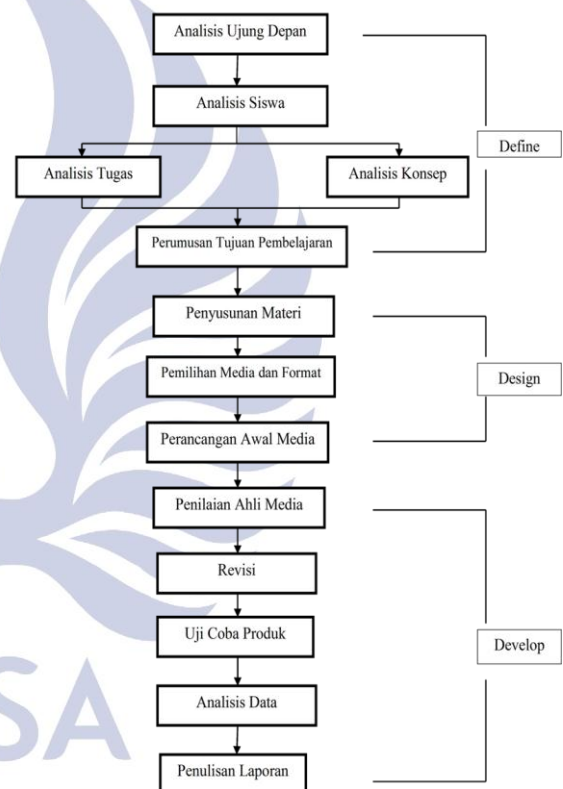 Analisis Ujung Depan
Analisis Siswa
Define
Analisis Tugas
Analisis Konsep
Perumusan Tujuan Pembelajaran
Penyusunan Materi
Pemilihan Media dan Format
Design
Perancangan Awal Media
Penilaian Ahli Media
Revisi
Uji Coba Produk
Develop
Analisis Data
Penulisan Laporan
SA